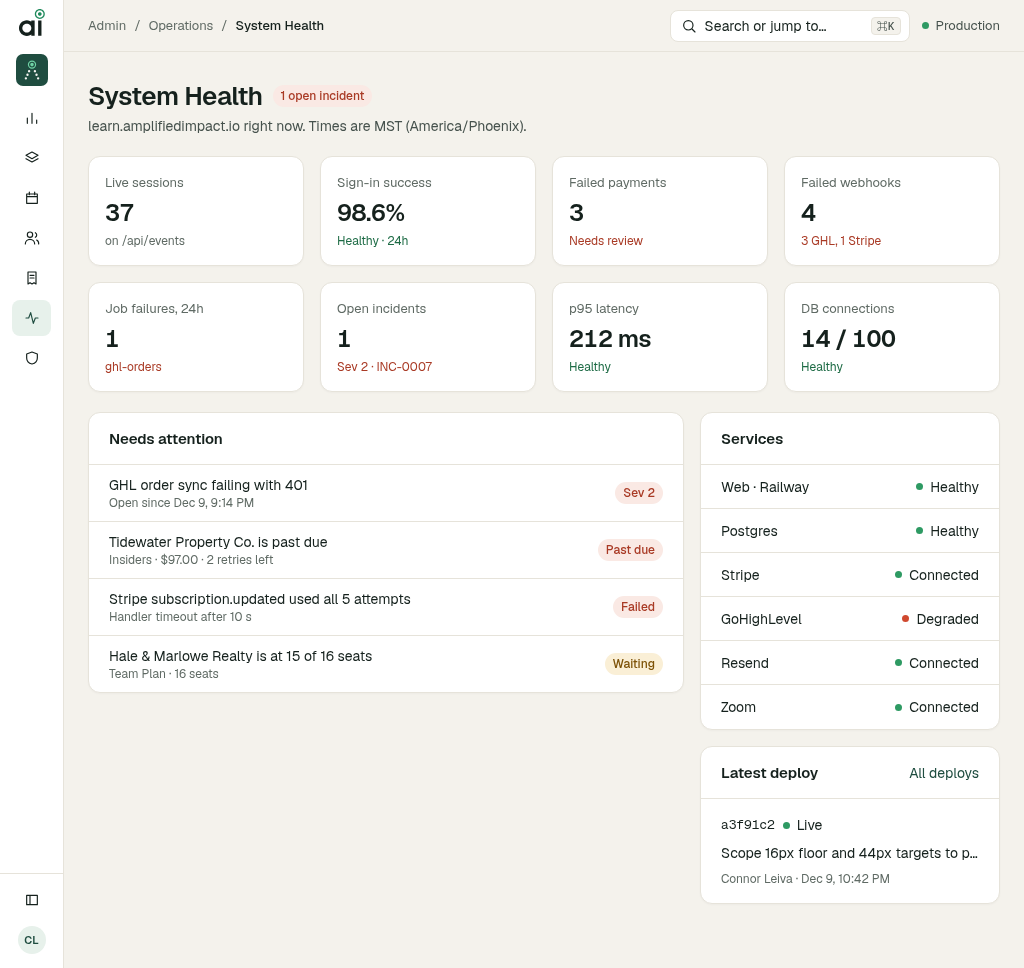 ai
Admin / Operations / System Health
Search or jump to…
⌘K
Production
System Health
1 open incident
learn.amplifiedimpact.io right now. Times are MST (America/Phoenix).
Live sessions
37
on /api/events
Sign-in success
98.6%
Healthy · 24h
Failed payments
3
Needs review
Failed webhooks
4
3 GHL, 1 Stripe
Job failures, 24h
1
ghl-orders
Open incidents
1
Sev 2 · INC-0007
p95 latency
212 ms
Healthy
DB connections
14 / 100
Healthy
Needs attention
GHL order sync failing with 401
Open since Dec 9, 9:14 PM
Sev 2
Tidewater Property Co. is past due
Insiders · $97.00 · 2 retries left
Past due
Stripe subscription.updated used all 5 attempts
Handler timeout after 10 s
Failed
Hale & Marlowe Realty is at 15 of 16 seats
Team Plan · 16 seats
Waiting
Services
Web · Railway
Healthy
Postgres
Healthy
Stripe
Connected
GoHighLevel
Degraded
Resend
Connected
Zoom
Connected
Latest deploy
All deploys
a3f91c2
Live
Scope 16px floor and 44px targets to p…
Connor Leiva · Dec 9, 10:42 PM
CL